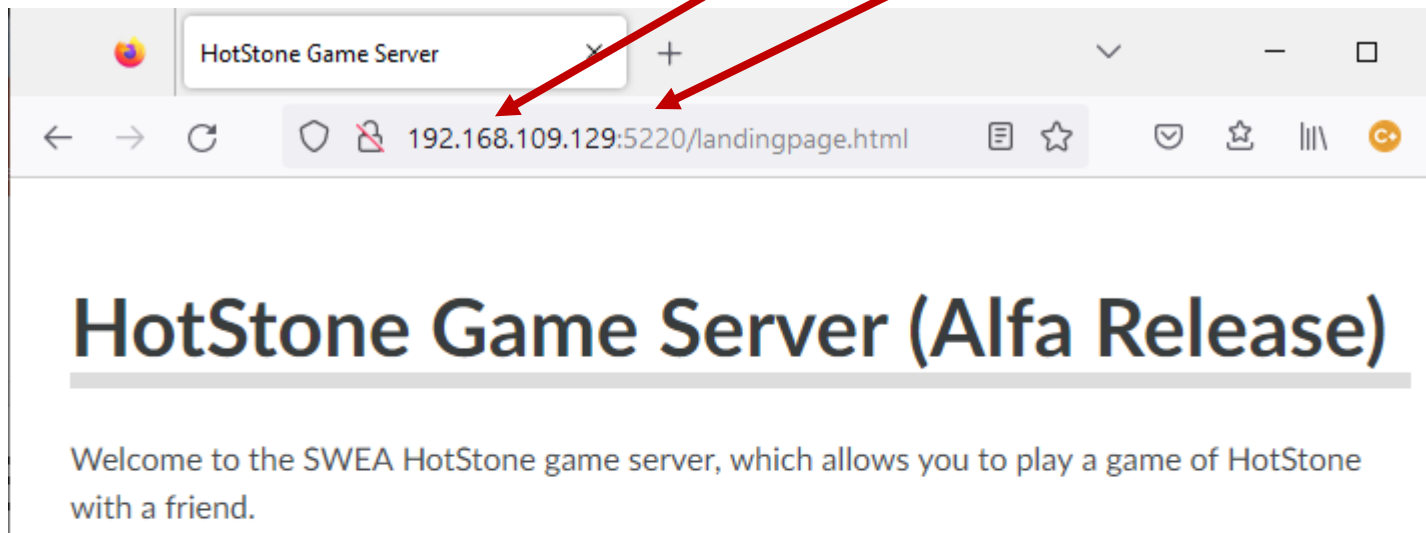 HotStone Game Server
192.168.109.129:5220/landingpage.html
C+
HotStone Game Server (Alfa Release)
Welcome to the SWEA HotStone game server, which allows you to play a game of HotStone
with a friend.